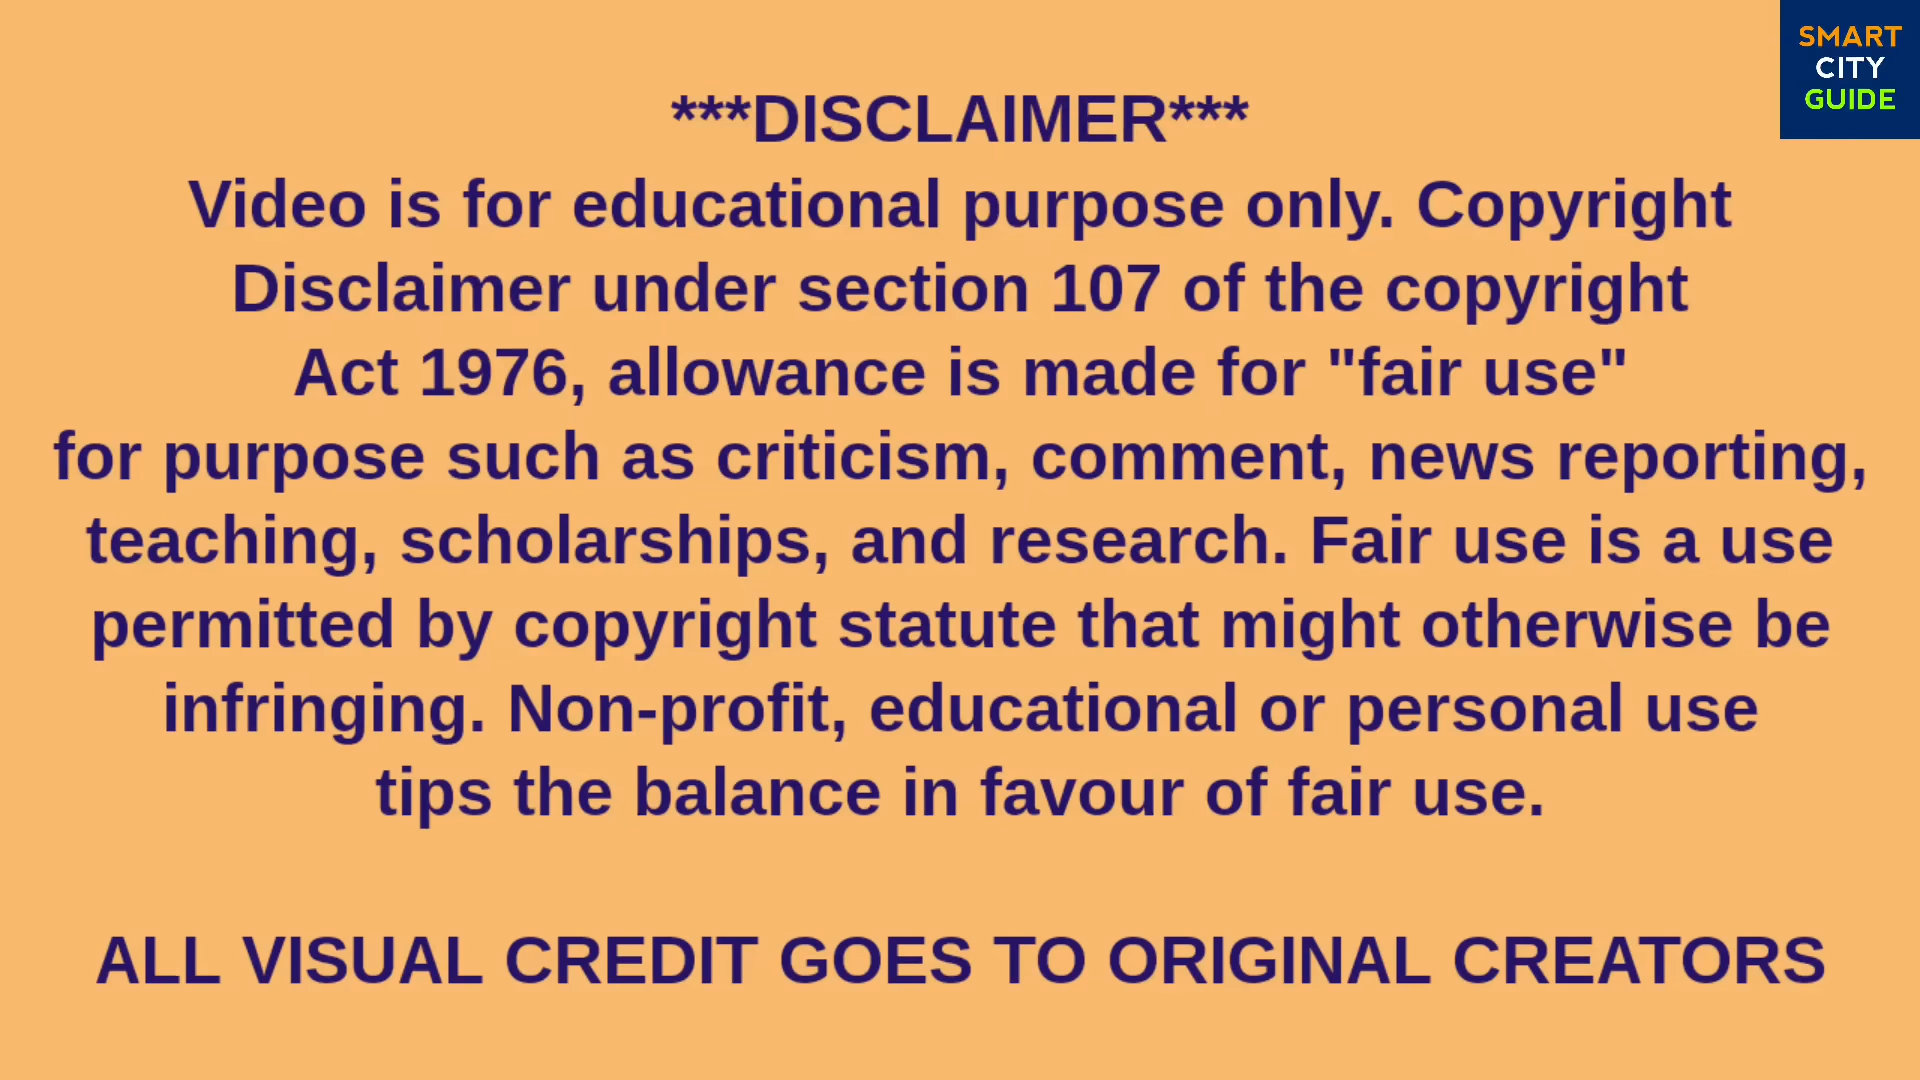 SMART
CITY
GUIDE
***DISCLAIMER***
Video is for educational purpose only. Copyright
Disclaimer under section 107 of the copyright
Act 1976, allowance is made for "fair use"
for purpose such as criticism, comment, news reporting,
teaching, scholarships, and research. Fair use is a use
permitted by copyright statute that might otherwise be
infringing. Non-profit, educational or personal use
tips the balance in favour of fair use.
ALL VISUAL CREDIT GOES TO ORIGINAL CREATORS